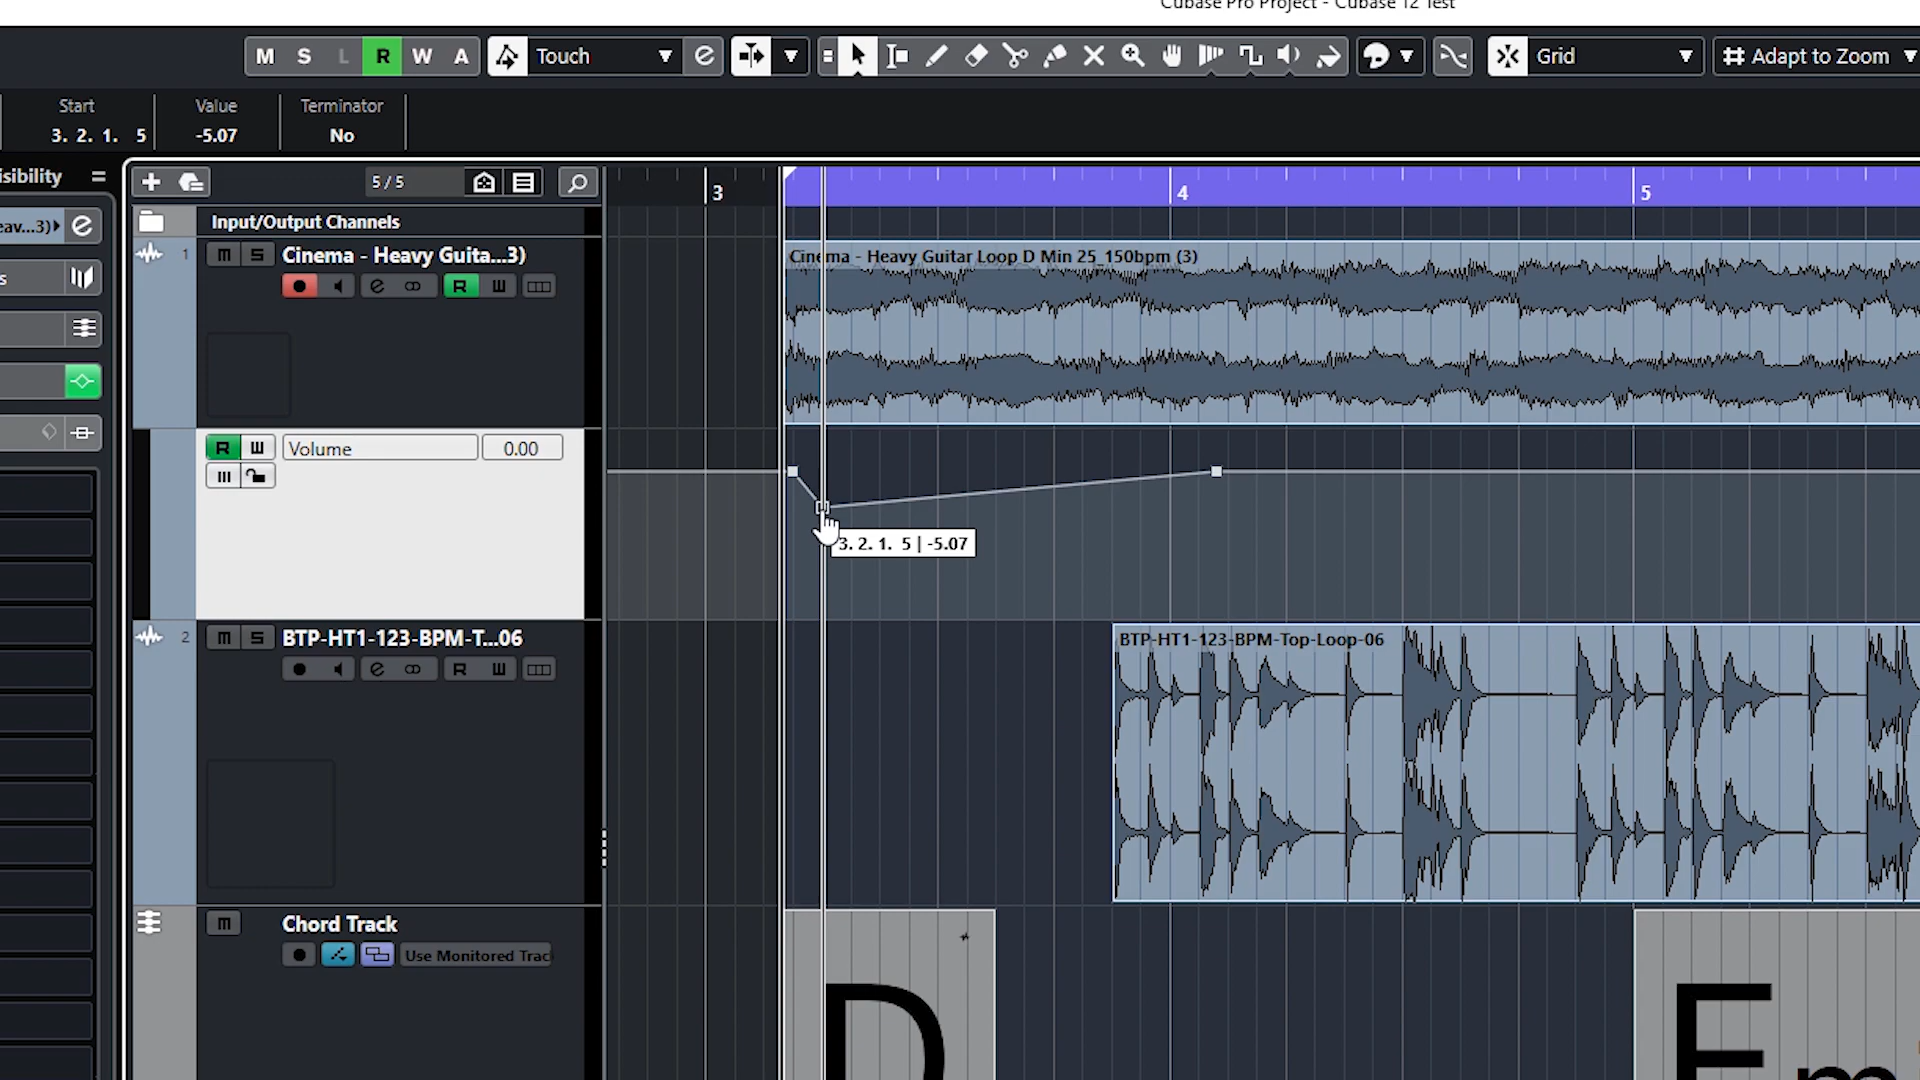 Cubase Pro Project - Cubase 12 Test
M S L R W A Touch Grid Adapt to Zoom
Start Value Terminator
3. 2. 1. 5 -5.07 No
isibility 5 / 5 3 4 5
Input/Output Channels
eav...3)
1 m S Cinema - Heavy Guita...3)
Cinema - Heavy Guitar Loop D Min 25_150bpm (3)
s
R
R Volume 0.00
3. 2. 1. 5 | -5.07
2 m S BTP-HT1-123-BPM-T...06
BTP-HT1-123-BPM-Top-Loop-06
R
m Chord Track
Use Monitored Trac
D Em